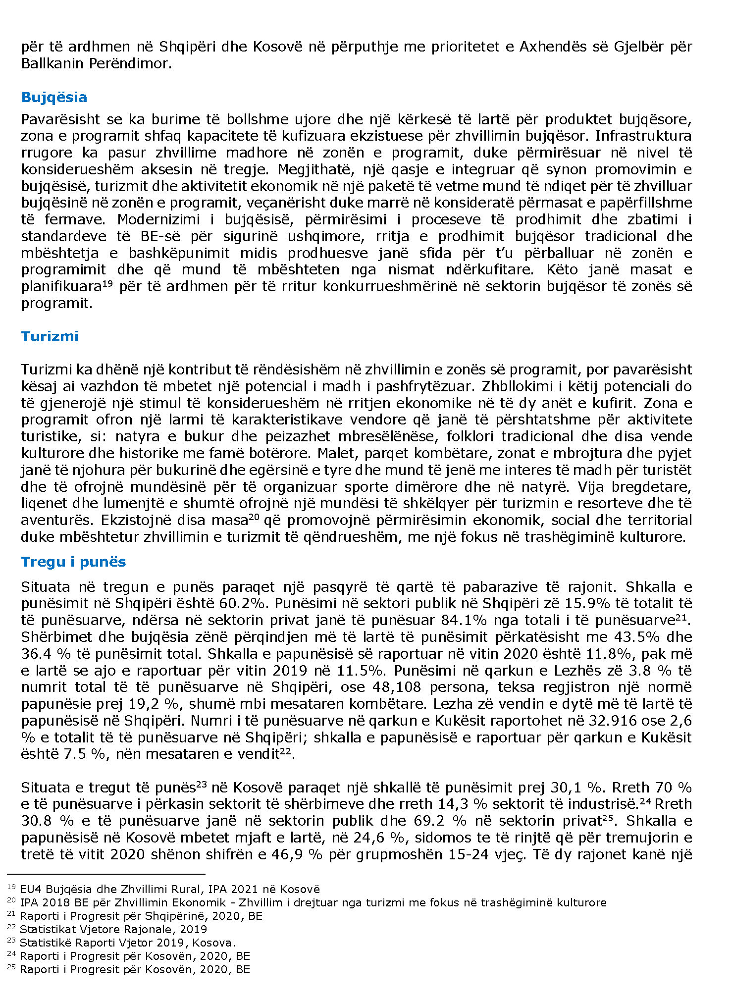 për të ardhmen në Shqipëri dhe Kosovë në përputhje me prioritetet e Axhendës së Gjelbër për
Ballkanin Perëndimor.
Bujqësia
Pavarësisht se ka burime të bollshme ujore dhe një kërkesë të lartë për produktet bujqësore,
zona e programit shfaq kapacitete të kufizuara ekzistuese për zhvillimin bujqësor. Infrastruktura
rrugore ka pasur zhvillime madhore në zonën e programit, duke përmirësuar në nivel të
konsiderueshëm aksesin në tregje. Megjithatë, një qasje e integruar që synon promovimin e
bujqësisë, turizmit dhe aktivitetit ekonomik në një paketë të vetme mund të ndiqet për të zhvilluar
bujqësinë në zonën e programit, veçanërisht duke marrë në konsideratë përmasat e papërfillshme
të fermave. Modernizimi i bujqësisë, përmirësimi i proceseve të prodhimit dhe zbatimi i
standardeve të BE-së për sigurinë ushqimore, rritja e prodhimit bujqësor tradicional dhe
mbështetja e bashkëpunimit midis prodhuesve janë sfida për t’u përballuar në zonën e
programimit dhe që mund të mbështeten nga nismat ndërkufitare. Këto janë masat e
planifikuara19 për të ardhmen për të rritur konkurrueshmërinë në sektorin bujqësor të zonës së
programit.
Turizmi
Turizmi ka dhënë një kontribut të rëndësishëm në zhvillimin e zonës së programit, por pavarësisht
kësaj ai vazhdon të mbetet një potencial i madh i pashfrytëzuar. Zhbllokimi i këtij potenciali do
të gjenerojë një stimul të konsiderueshëm në rritjen ekonomike në të dy anët e kufirit. Zona e
programit ofron një larmi të karakteristikave vendore që janë të përshtatshme për aktivitete
turistike, si: natyra e bukur dhe peizazhet mbresëlënëse, folklori tradicional dhe disa vende
kulturore dhe historike me famë botërore. Malet, parqet kombëtare, zonat e mbrojtura dhe pyjet
janë të njohura për bukurinë dhe egërsinë e tyre dhe mund të jenë me interes të madh për turistët
dhe të ofrojnë mundësinë për të organizuar sporte dimërore dhe në natyrë. Vija bregdetare,
liqenet dhe lumenjtë e shumtë ofrojnë një mundësi të shkëlqyer për turizmin e resorteve dhe të
aventurës. Ekzistojnë disa masa20 që promovojnë përmirësimin ekonomik, social dhe territorial
duke mbështetur zhvillimin e turizmit të qëndrueshëm, me një fokus në trashëgiminë kulturore.
Tregu i punës
Situata në tregun e punës paraqet një pasqyrë të qartë të pabarazive të rajonit. Shkalla e
punësimit në Shqipëri është 60.2%. Punësimi në sektori publik në Shqipëri zë 15.9% të totalit të
të punësuarve, ndërsa në sektorin privat janë të punësuar 84.1% nga totali i të punësuarve21.
Shërbimet dhe bujqësia zënë përqindjen më të lartë të punësimit përkatësisht me 43.5% dhe
36.4 % të punësimit total. Shkalla e papunësisë së raportuar në vitin 2020 është 11.8%, pak më
e lartë se ajo e raportuar për vitin 2019 në 11.5%. Punësimi në qarkun e Lezhës zë 3.8 % të
numrit total të të punësuarve në Shqipëri, ose 48,108 persona, teksa regjistron një normë
papunësie prej 19,2 %, shumë mbi mesataren kombëtare. Lezha zë vendin e dytë më të lartë të
papunësisë në Shqipëri. Numri i të punësuarve në qarkun e Kukësit raportohet në 32.916 ose 2,6
% e totalit të të punësuarve në Shqipëri; shkalla e papunësisë e raportuar për qarkun e Kukësit
është 7.5 %, nën mesataren e vendit22.
Situata e tregut të punës23 në Kosovë paraqet një shkallë të punësimit prej 30,1 %. Rreth 70 %
e të punësuarve i përkasin sektorit të shërbimeve dhe rreth 14,3 % sektorit të industrisë.24 Rreth
30.8 % e të punësuarve janë në sektorin publik dhe 69.2 % në sektorin privat25. Shkalla e
papunësisë në Kosovë mbetet mjaft e lartë, në 24,6 %, sidomos te të rinjtë që për tremujorin e
tretë të vitit 2020 shënon shifrën e 46,9 % për grupmoshën 15-24 vjeç. Të dy rajonet kanë një
19 EU4 Bujqësia dhe Zhvillimi Rural, IPA 2021 në Kosovë
20 IPA 2018 BE për Zhvillimin Ekonomik - Zhvillim i drejtuar nga turizmi me fokus në trashëgiminë kulturore
21 Raporti i Progresit për Shqipërinë, 2020, BE
22 Statistikat Vjetore Rajonale, 2019
23 Statistikë Raporti Vjetor 2019, Kosova.
24 Raporti i Progresit për Kosovën, 2020, BE
25 Raporti i Progresit për Kosovën, 2020, BE